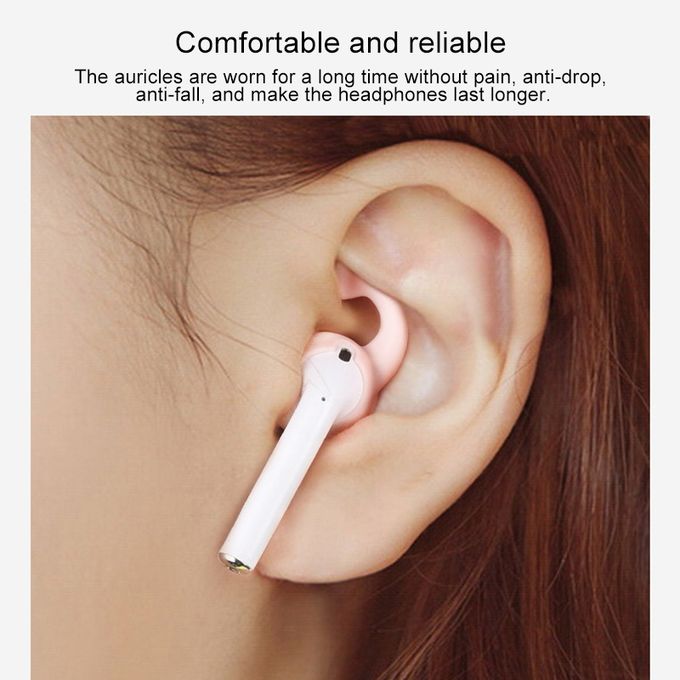 Comfortable and reliable
The auricles are worn for a long time without pain, anti-drop,
anti-fall, and make the headphones last longer.